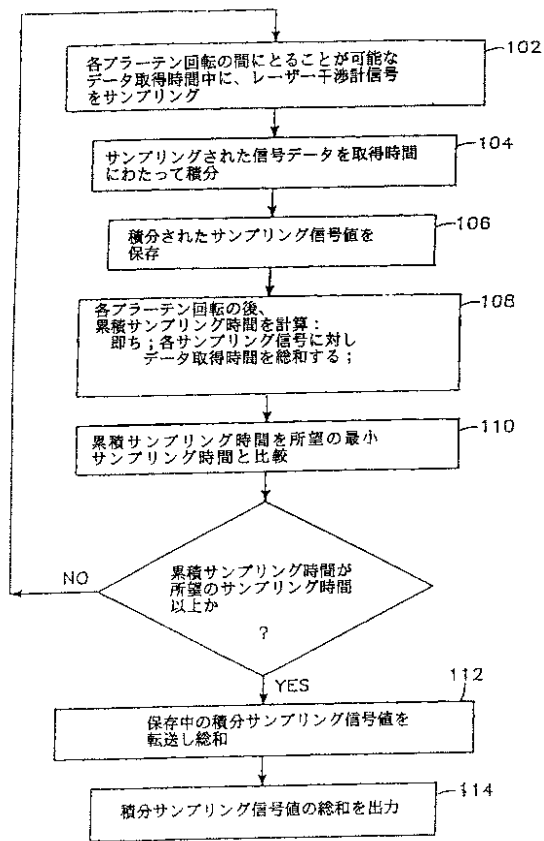 各プラーテン回転の間にとることが可能な
データ取得時間中に、レーザー干渉計信号
をサンプリング
102
サンプリングされた信号データを取得時間
にわたって積分
104
積分されたサンプリング信号値を
保存
106
各プラーテン回転の後、
累積サンプリング時間を計算：
即ち；各サンプリング信号に対し
データ取得時間を総和する；
108
累積サンプリング時間を所望の最小
サンプリング時間と比較
110
累積サンプリング時間が
所望のサンプリング時間
以上か
?
NO
YES
保存中の積分サンプリング信号値を
転送し総和
112
積分サンプリング信号値の総和を出力
114